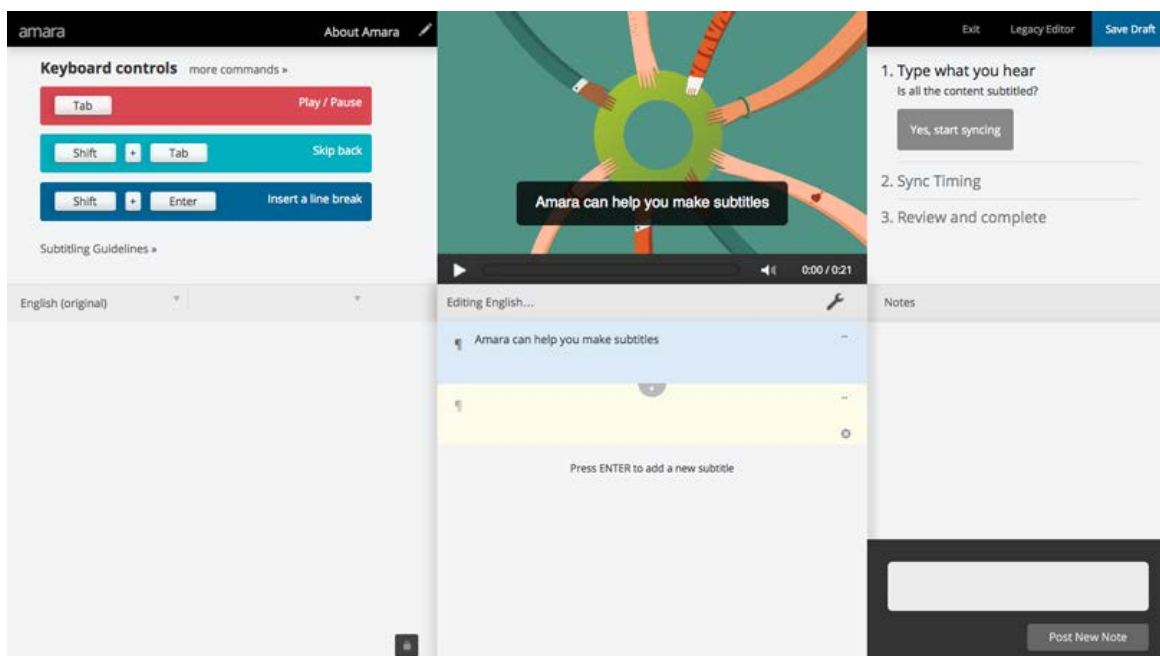 amara
About Amara
Keyboard controls more commands »
Tab Play / Pause
Shift + Tab Skip back
Shift + Enter Insert a line break
Subtitling Guidelines »
English (original)
Amara can help you make subtitles
0:00 / 0:21
Editing English...
¶ Amara can help you make subtitles --
+
¶ --
Press ENTER to add a new subtitle
Exit Legacy Editor Save Draft
1. Type what you hear
Is all the content subtitled?
Yes, start syncing
2. Sync Timing
3. Review and complete
Notes
Post New Note